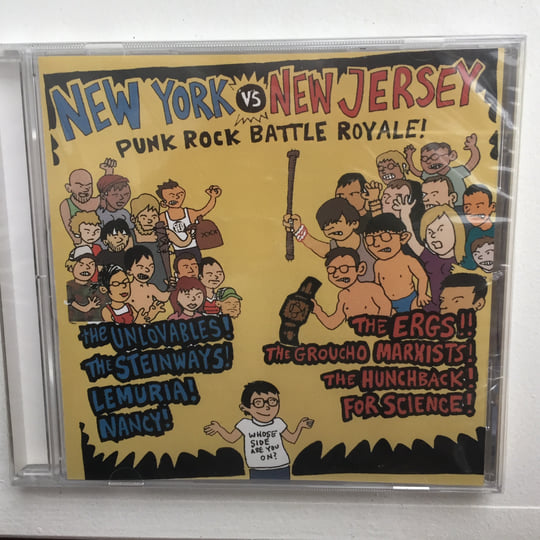 NEW YORK VS NEW JERSEY
PUNK ROCK BATTLE ROYALE!
XXX
THE UNLOVABLES!
THE STEINWAYS!
LEMURIA!
NANCY!
THE ERGS!!
THE GROUCHO MARXISTS!
THE HUNCHBACK!
FOR SCIENCE!
WHOSE
SIDE
ARE YOU
ON?